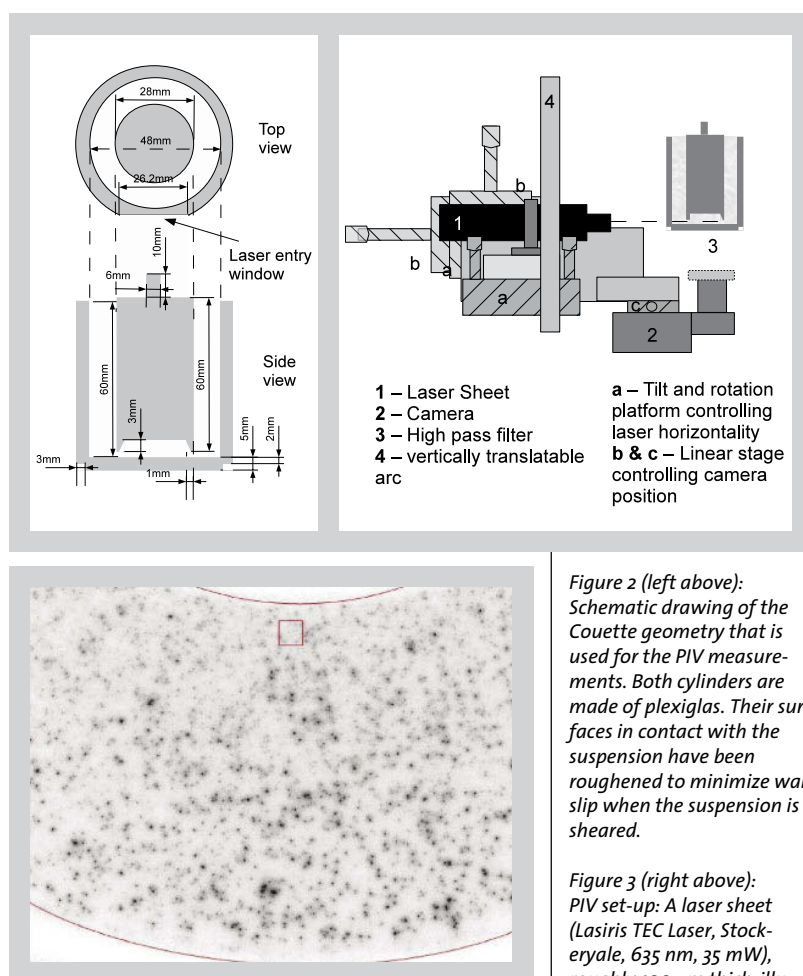 28mm
Top
view
48mm
26.2mm
Laser entry
window
10mm
6mm
Side
view
60mm
60mm
3mm
5mm
2mm
3mm
1mm
4
b
1
b
a
a
3
c
2
1 – Laser Sheet
2 – Camera
3 – High pass filter
4 – vertically translatable
arc
a – Tilt and rotation
platform controlling
laser horizontality
b & c – Linear stage
controlling camera
position
Figure 2 (left above):
Schematic drawing of the
Couette geometry that is
used for the PIV measure-
ments. Both cylinders are
made of plexiglas. Their sur
faces in contact with the
suspension have been
roughened to minimize wal
slip when the suspension is
sheared.
Figure 3 (right above):
PIV set-up: A laser sheet
(Lasiris TEC Laser, Stock-
eryale, 635 nm, 35 mW),